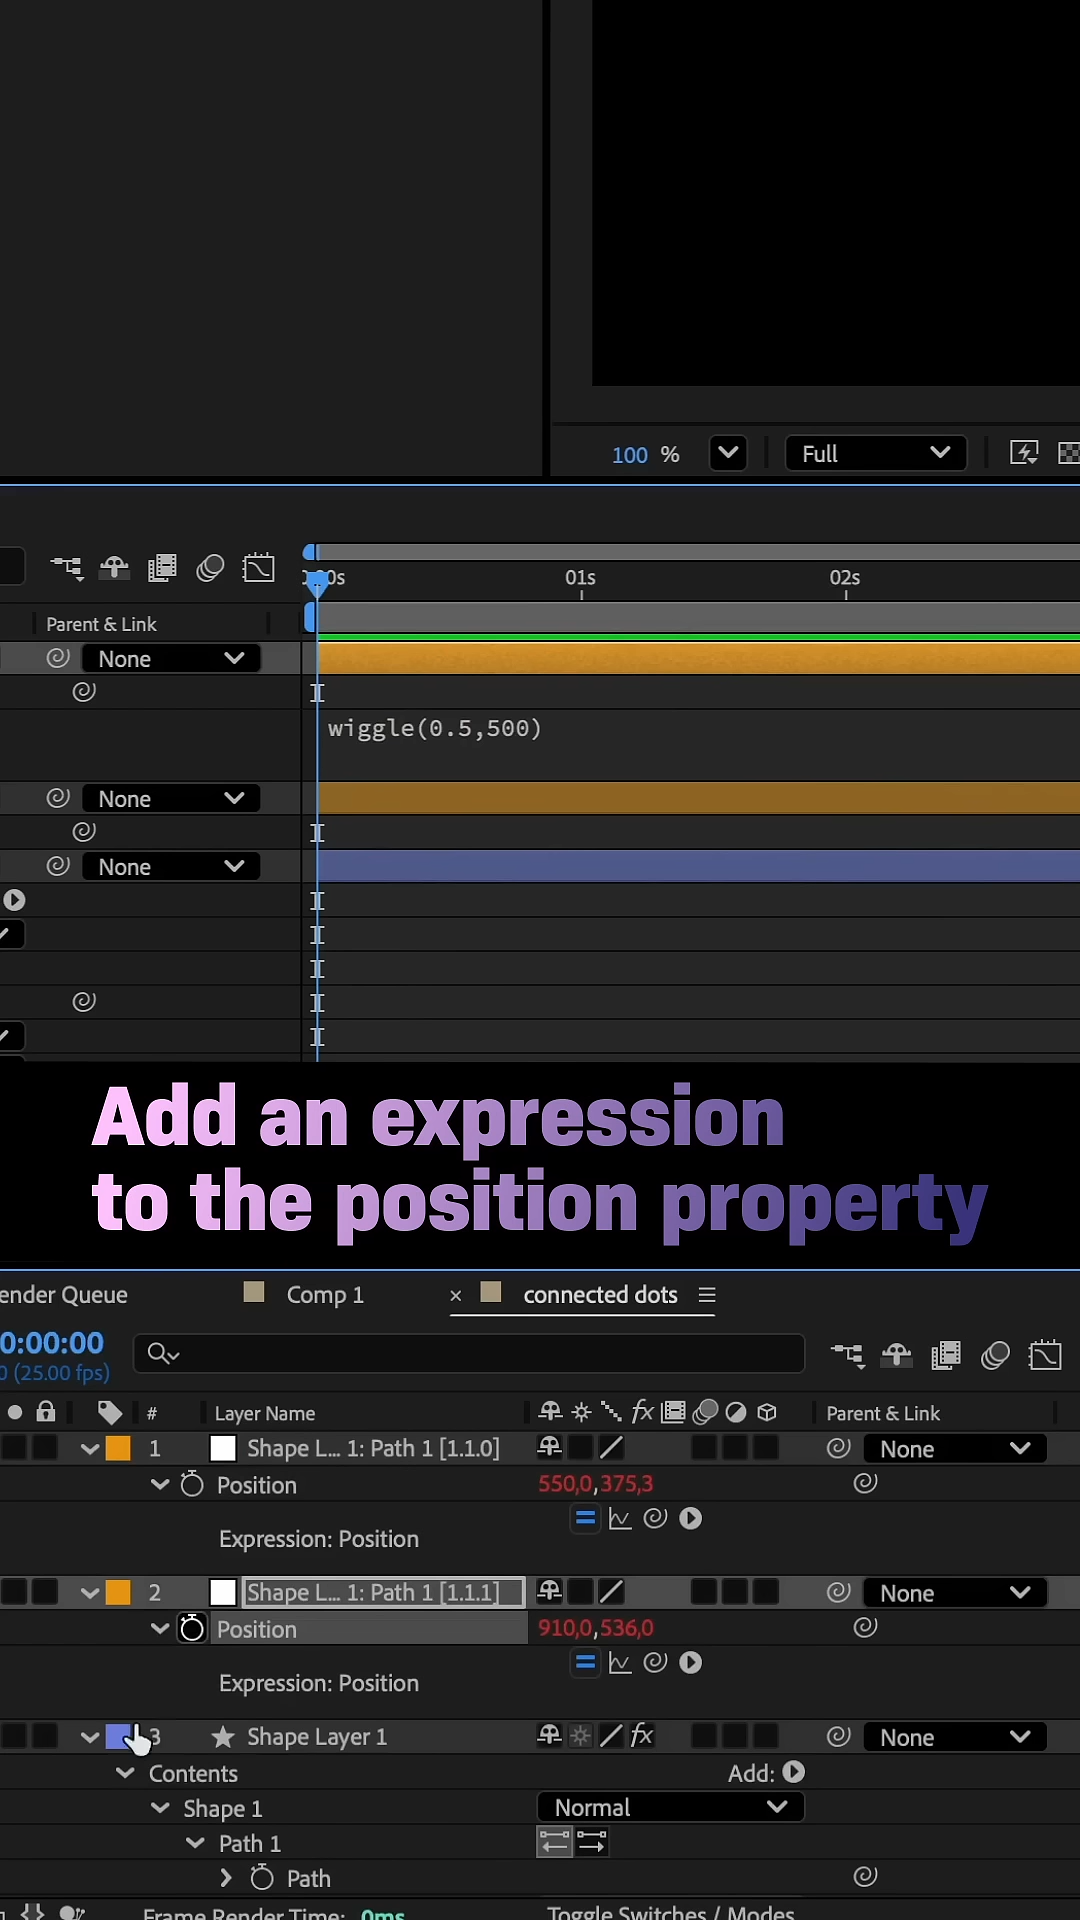 100 %
Full
0:00s
01s
02s
Parent & Link
None
wiggle(0.5,500)
None
None
Add an expression
to the position property
ender Queue
Comp 1
× connected dots
0:00:00
0 (25.00 fps)
# Layer Name fx Parent & Link
1 Shape L... 1: Path 1 [1.1.0] None
Position 550,0,375,3
Expression: Position
2 Shape L... 1: Path 1 [1.1.1] None
Position 910,0,536,0
Expression: Position
3 Shape Layer 1 fx None
Contents Add:
Shape 1 Normal
Path 1
Path
Frame Render Time: 0ms Toggle Switches / Modes